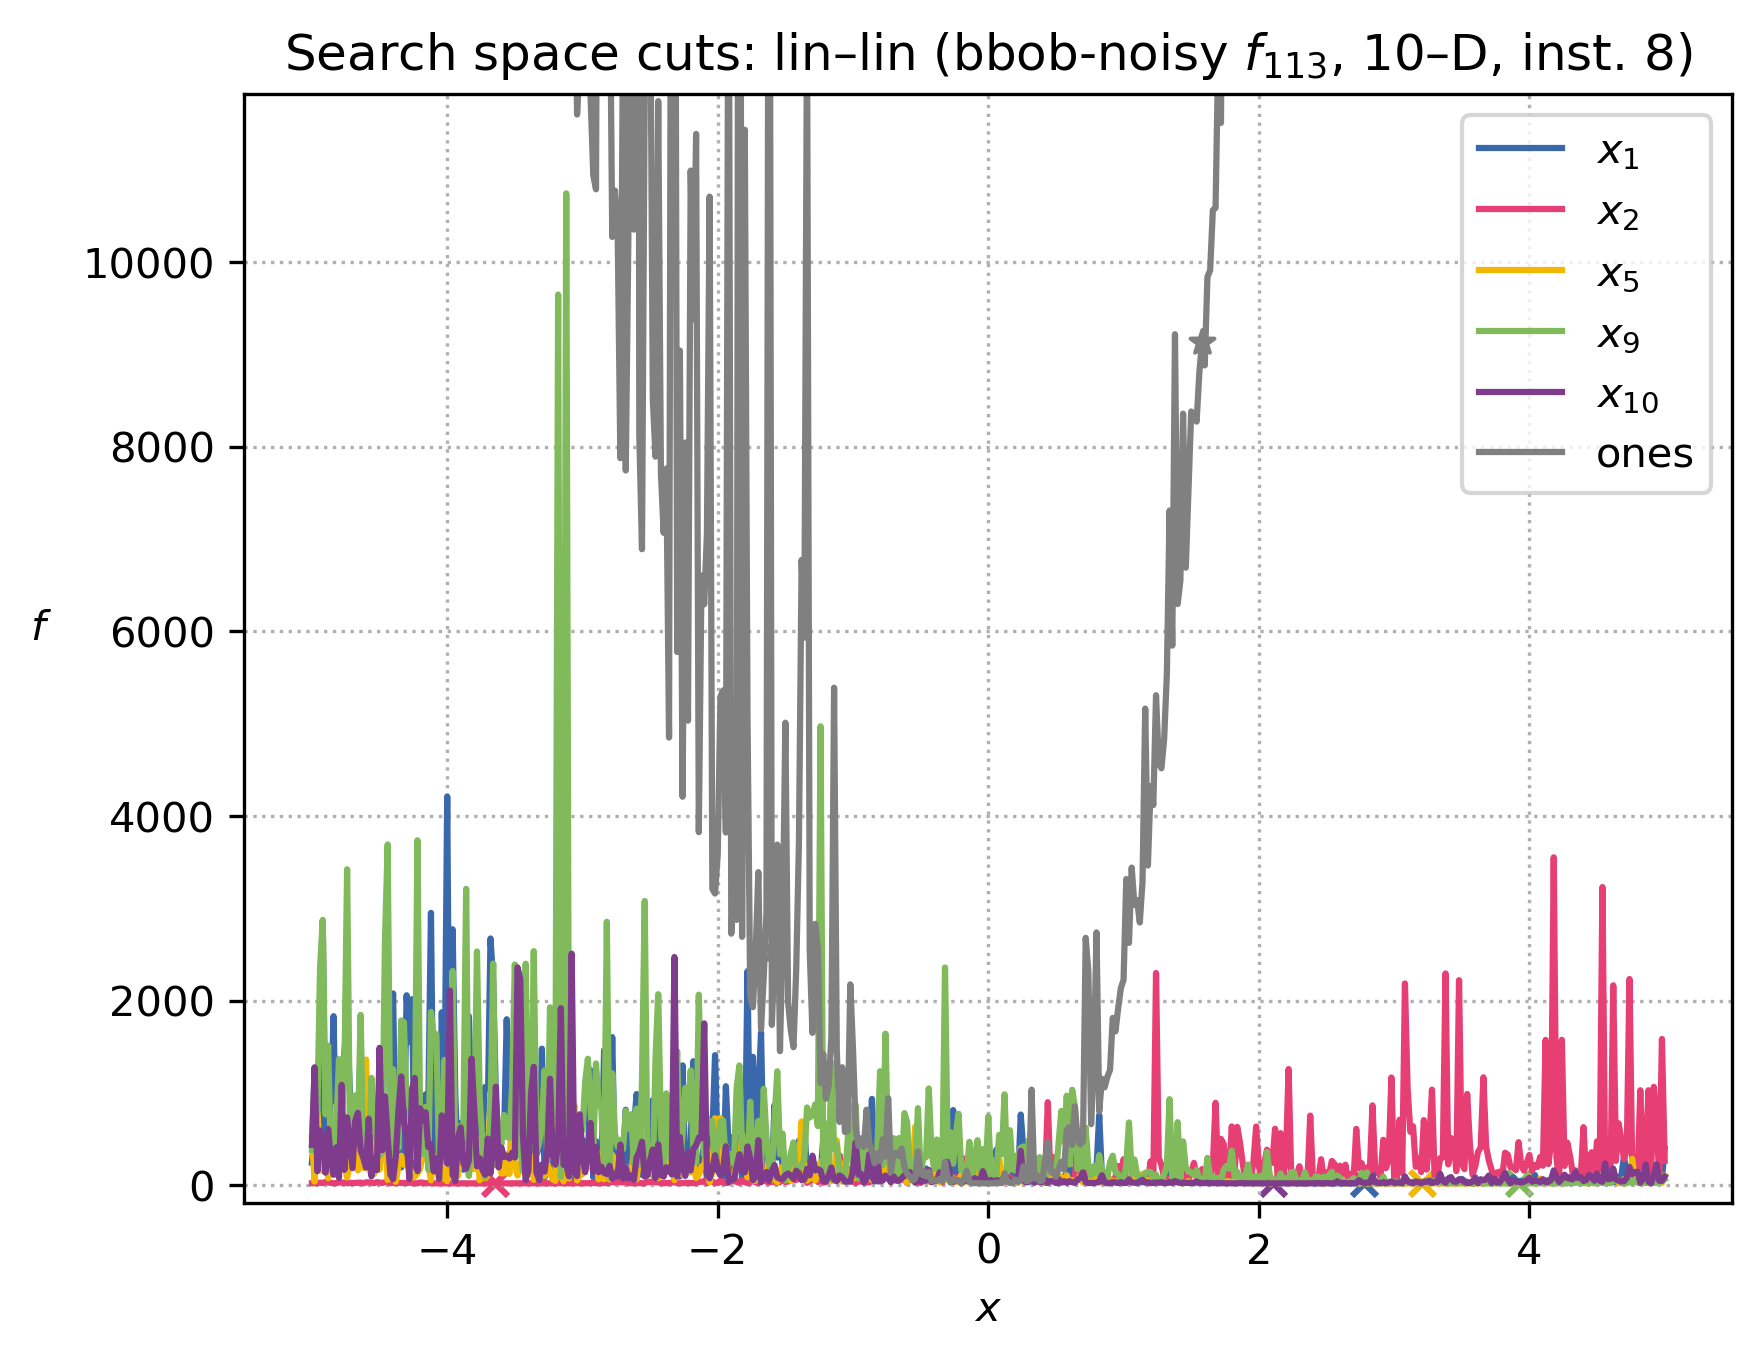 Search space cuts: lin–lin (bbob-noisy f₁₁₃, 10–D, inst. 8)
x₁
x₂
x₅
x₉
x₁₀
ones
10000
8000
6000
4000
2000
0
f
−4
−2
0
2
4
x